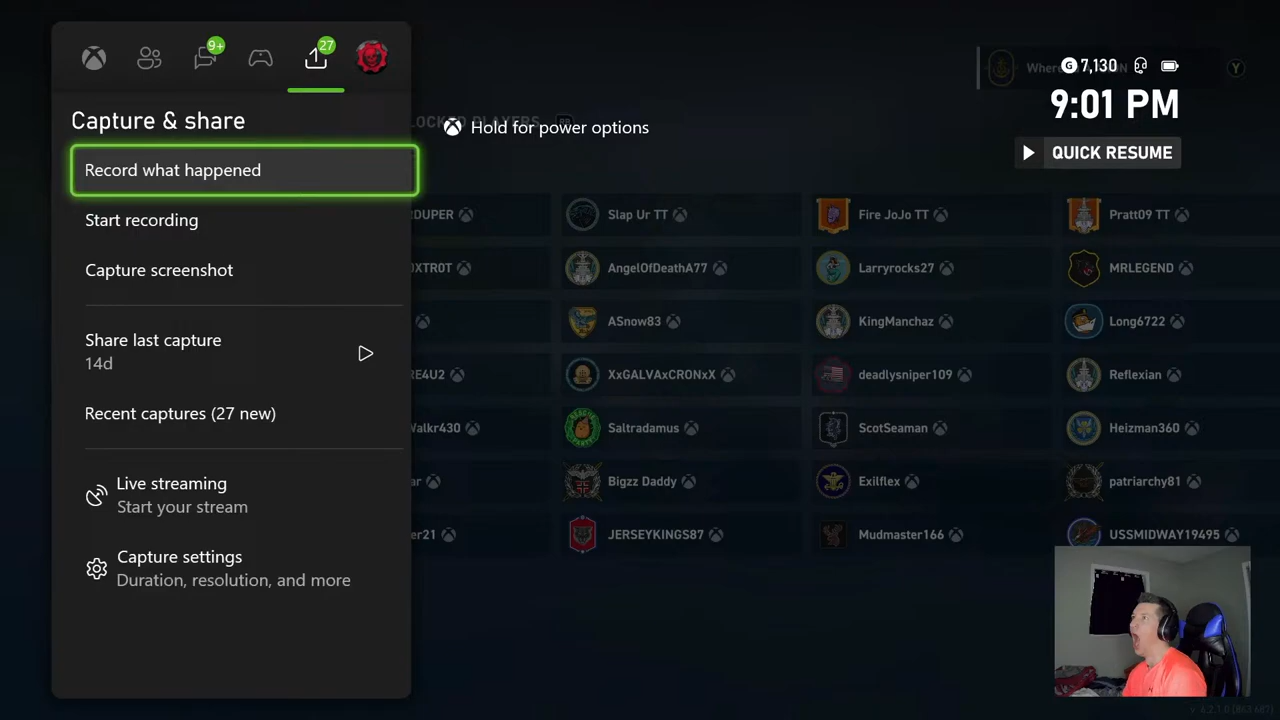 9+
27
Capture & share
Record what happened
Start recording
Capture screenshot
Share last capture
14d
Recent captures (27 new)
Live streaming
Start your stream
Capture settings
Duration, resolution, and more
Hold for power options
G 7,130
9:01 PM
QUICK RESUME
Y
Slap Ur TT
Fire JoJo TT
Pratt09 TT
AngelOfDeathA77
Larryrocks27
MRLEGEND
ASnow83
KingManchaz
Long6722
XxGALVAxCRONxX
deadlysniper109
Reflexian
Saltradamus
ScotSeaman
Heizman360
Bigzz Daddy
Exilflex
patriarchy81
JERSEYKINGS87
Mudmaster166
USSMIDWAY19495